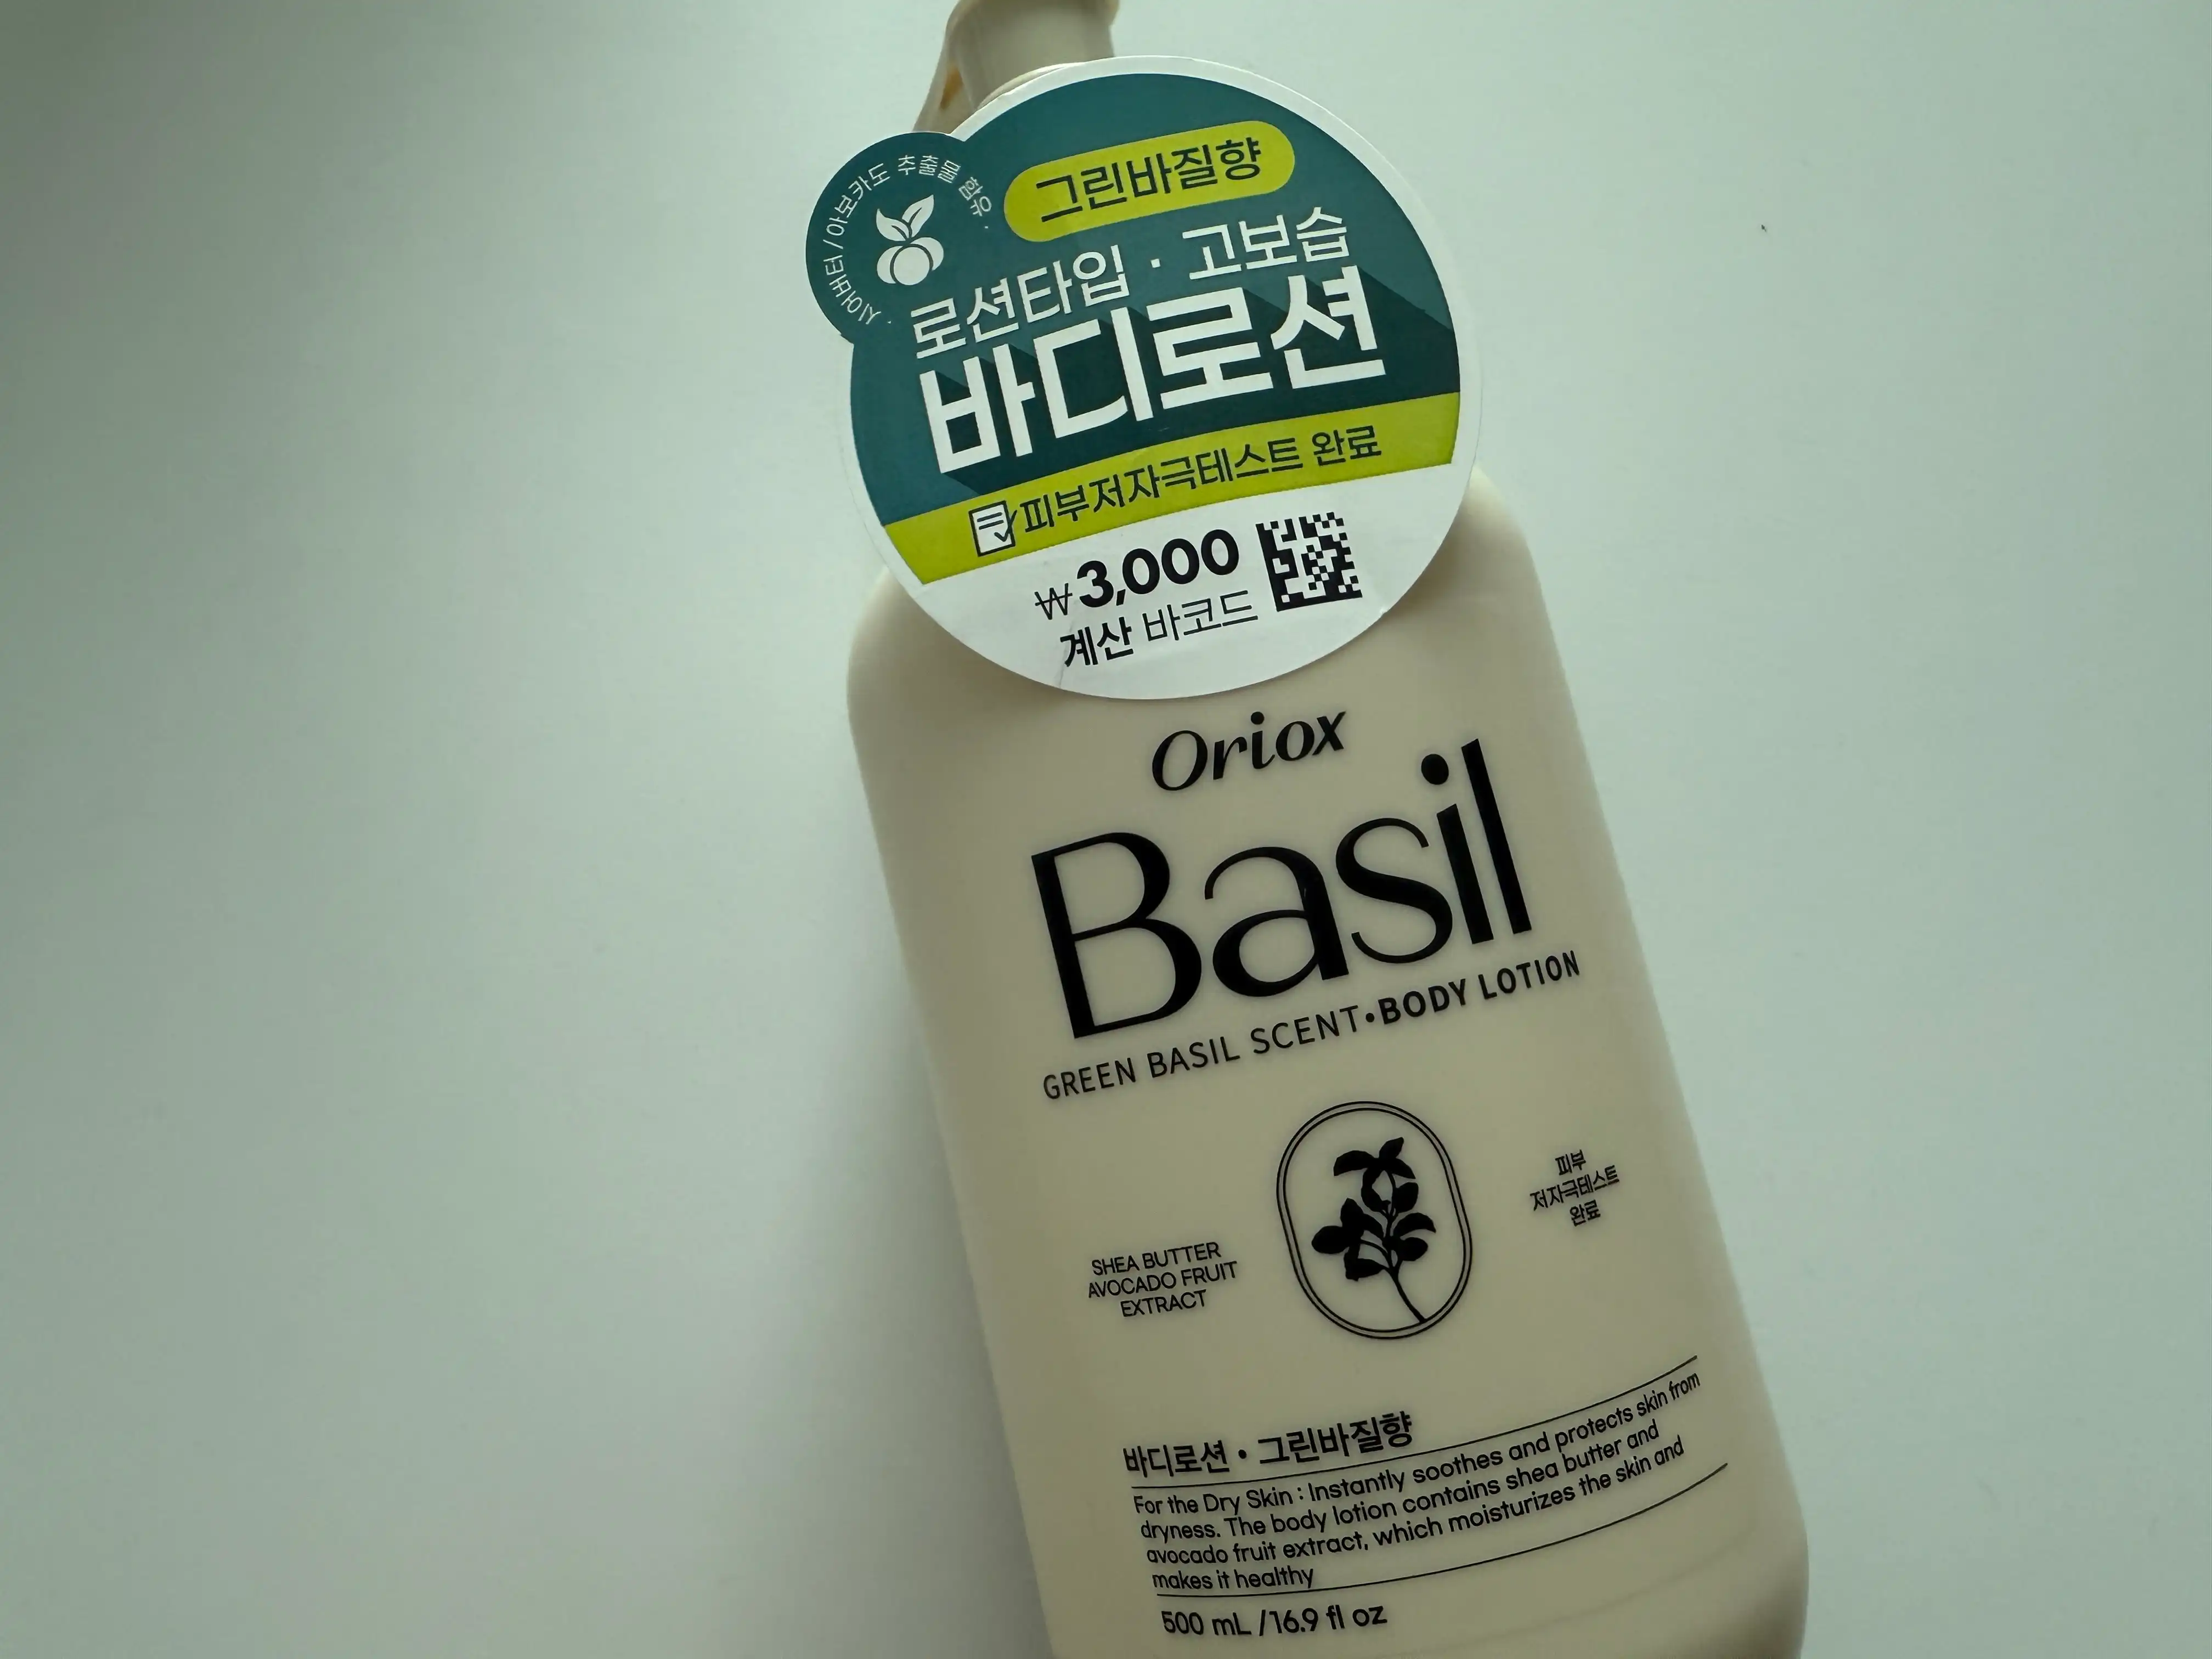 시어버터 / 아보카도 추출물 함유
그린바질향
로션타입 · 고보습
바디로션
피부저자극테스트 완료
₩3,000
계산 바코드
Oriox
Basil
GREEN BASIL SCENT•BODY LOTION
피부
저자극테스트
완료
SHEA BUTTER
AVOCADO FRUIT
EXTRACT
바디로션 • 그린바질향
For the Dry Skin : Instantly soothes and protects skin from
dryness. The body lotion contains shea butter and
avocado fruit extract, which moisturizes the skin and
makes it healthy
500 mL /16.9 fl oz